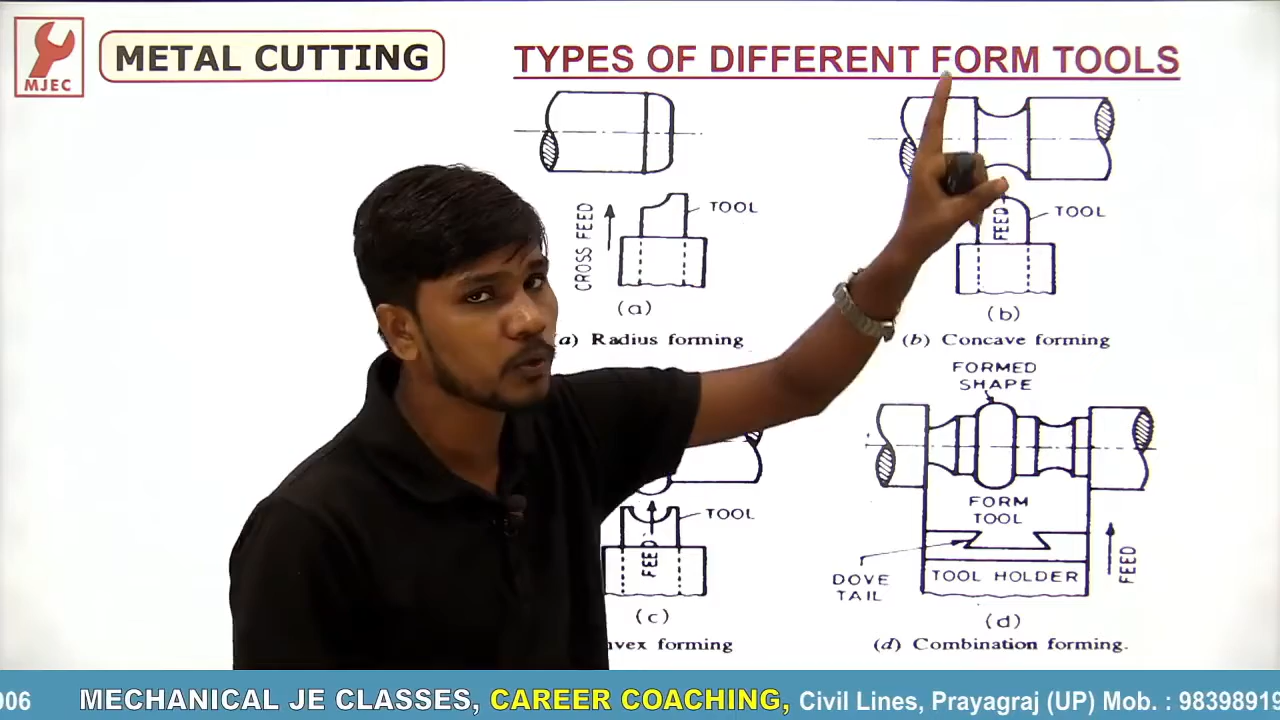 MJEC
METAL CUTTING
TYPES OF DIFFERENT FORM TOOLS
CROSS FEED
TOOL
(a)
(a) Radius forming
FEED
TOOL
(b)
(b) Concave forming
FEED
TOOL
(c)
forming
FORMED
SHAPE
FORM
TOOL
DOVE
TAIL
TOOL HOLDER
FEED
(d)
(d) Combination forming.
906
MECHANICAL JE CLASSES, CAREER COACHING, Civil Lines, Prayagraj (UP) Mob. : 98398919